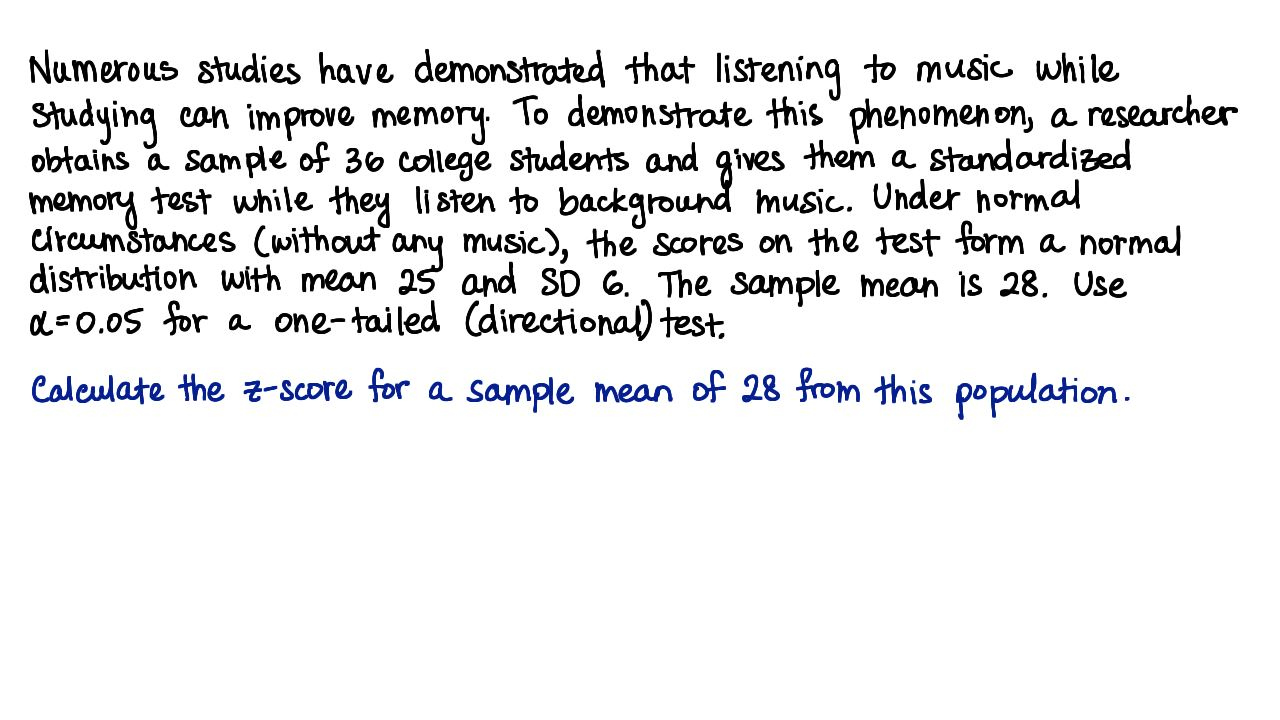 Numerous studies have demonstrated that listening to music while
studying can improve memory. To demonstrate this phenomenon, a researcher
obtains a sample of 36 college students and gives them a standardized
memory test while they listen to background music. Under normal
circumstances (without any music), the scores on the test form a normal
distribution with mean 25 and SD 6. The sample mean is 28. Use
α=0.05 for a one-tailed (directional) test.
Calculate the z-score for a sample mean of 28 from this population.